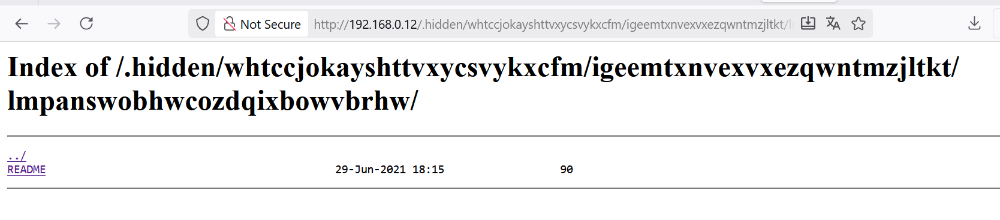 Not Secure http://192.168.0.12/.hidden/whtccjokayshttvxycsvykxcfm/igeemtxnvexvxezqwntmzjltkt/
Index of /.hidden/whtccjokayshttvxycsvykxcfm/igeemtxnvexvxezqwntmzjltkt/
lmpanswobhwcozdqixbowvbrhw/
../
README 29-Jun-2021 18:15 90